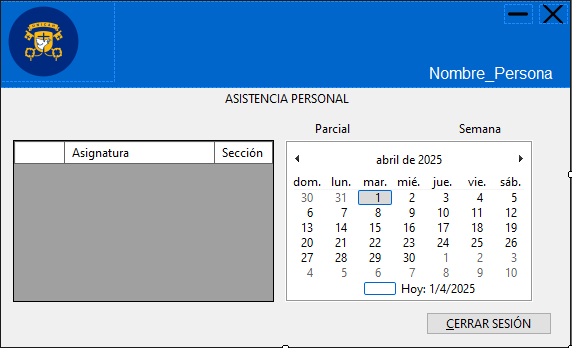 Nombre_Persona
ASISTENCIA PERSONAL
Parcial Semana
Asignatura Sección
abril de 2025
dom. lun. mar. mié. jue. vie. sáb.
30 31 1 2 3 4 5
6 7 8 9 10 11 12
13 14 15 16 17 18 19
20 21 22 23 24 25 26
27 28 29 30 1 2 3
4 5 6 7 8 9 10
Hoy: 1/4/2025
CERRAR SESIÓN